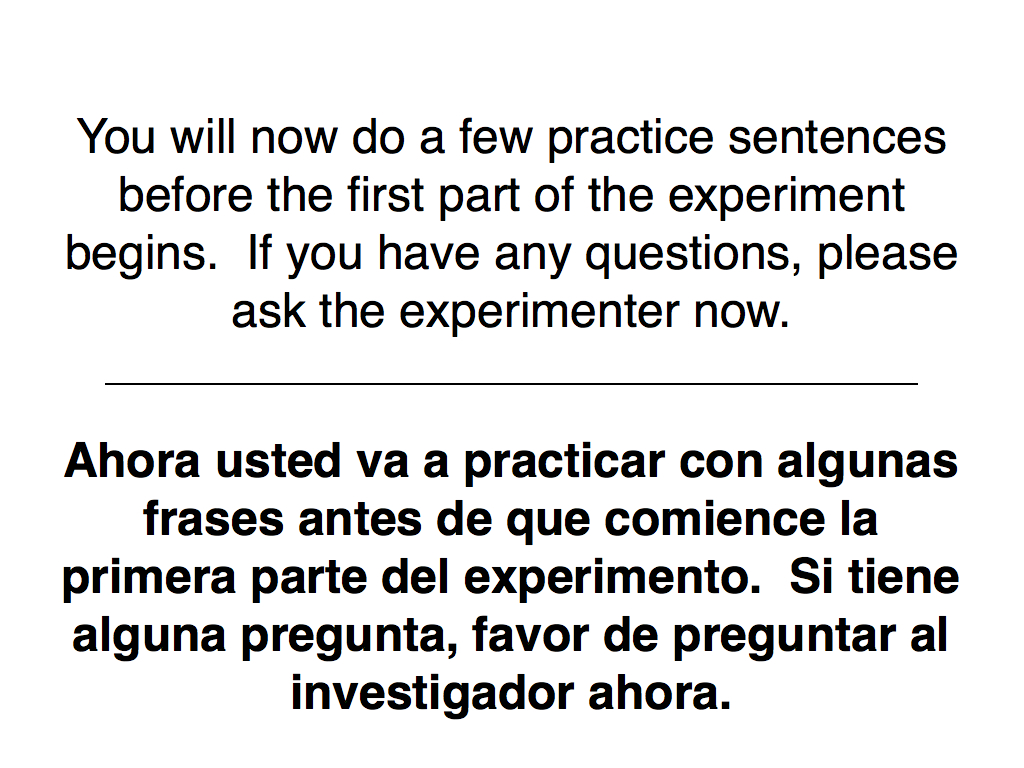 You will now do a few practice sentences
before the first part of the experiment
begins.  If you have any questions, please
ask the experimenter now.
Ahora usted va a practicar con algunas
frases antes de que comience la
primera parte del experimento.  Si tiene
alguna pregunta, favor de preguntar al
investigador ahora.